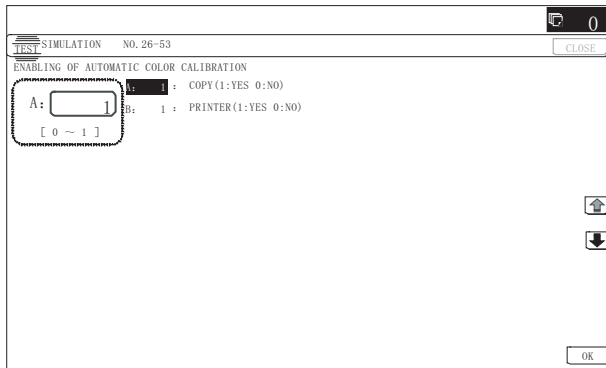 0
TEST SIMULATION NO.26-53
CLOSE
ENABLING OF AUTOMATIC COLOR CALIBRATION
A: 1 : COPY(1:YES 0:NO)
A: 1
B: 1 : PRINTER(1:YES 0:NO)
[ 0 ~ 1 ]
OK